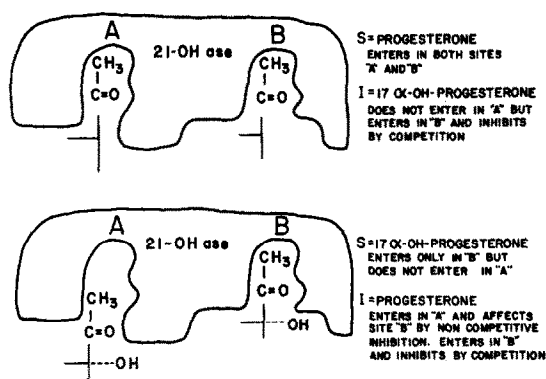 A
21-OH ase
B
CH3
C=O
CH3
C=O
S=PROGESTERONE
ENTERS IN BOTH SITES
"A" AND "B"
I=17 α-OH-PROGESTERONE
DOES NOT ENTER IN "A" BUT
ENTERS IN "B" AND INHIBITS
BY COMPETITION
A
21-OH ase
B
CH3
C=O
OH
CH3
C=O
OH
S=17 α-OH-PROGESTERONE
ENTERS ONLY IN "B" BUT
DOES NOT ENTER IN "A"
I=PROGESTERONE
ENTERS IN "A" AND AFFECTS
SITE "B" BY NON COMPETITIVE
INHIBITION. ENTERS IN "B"
AND INHIBITS BY COMPETITION